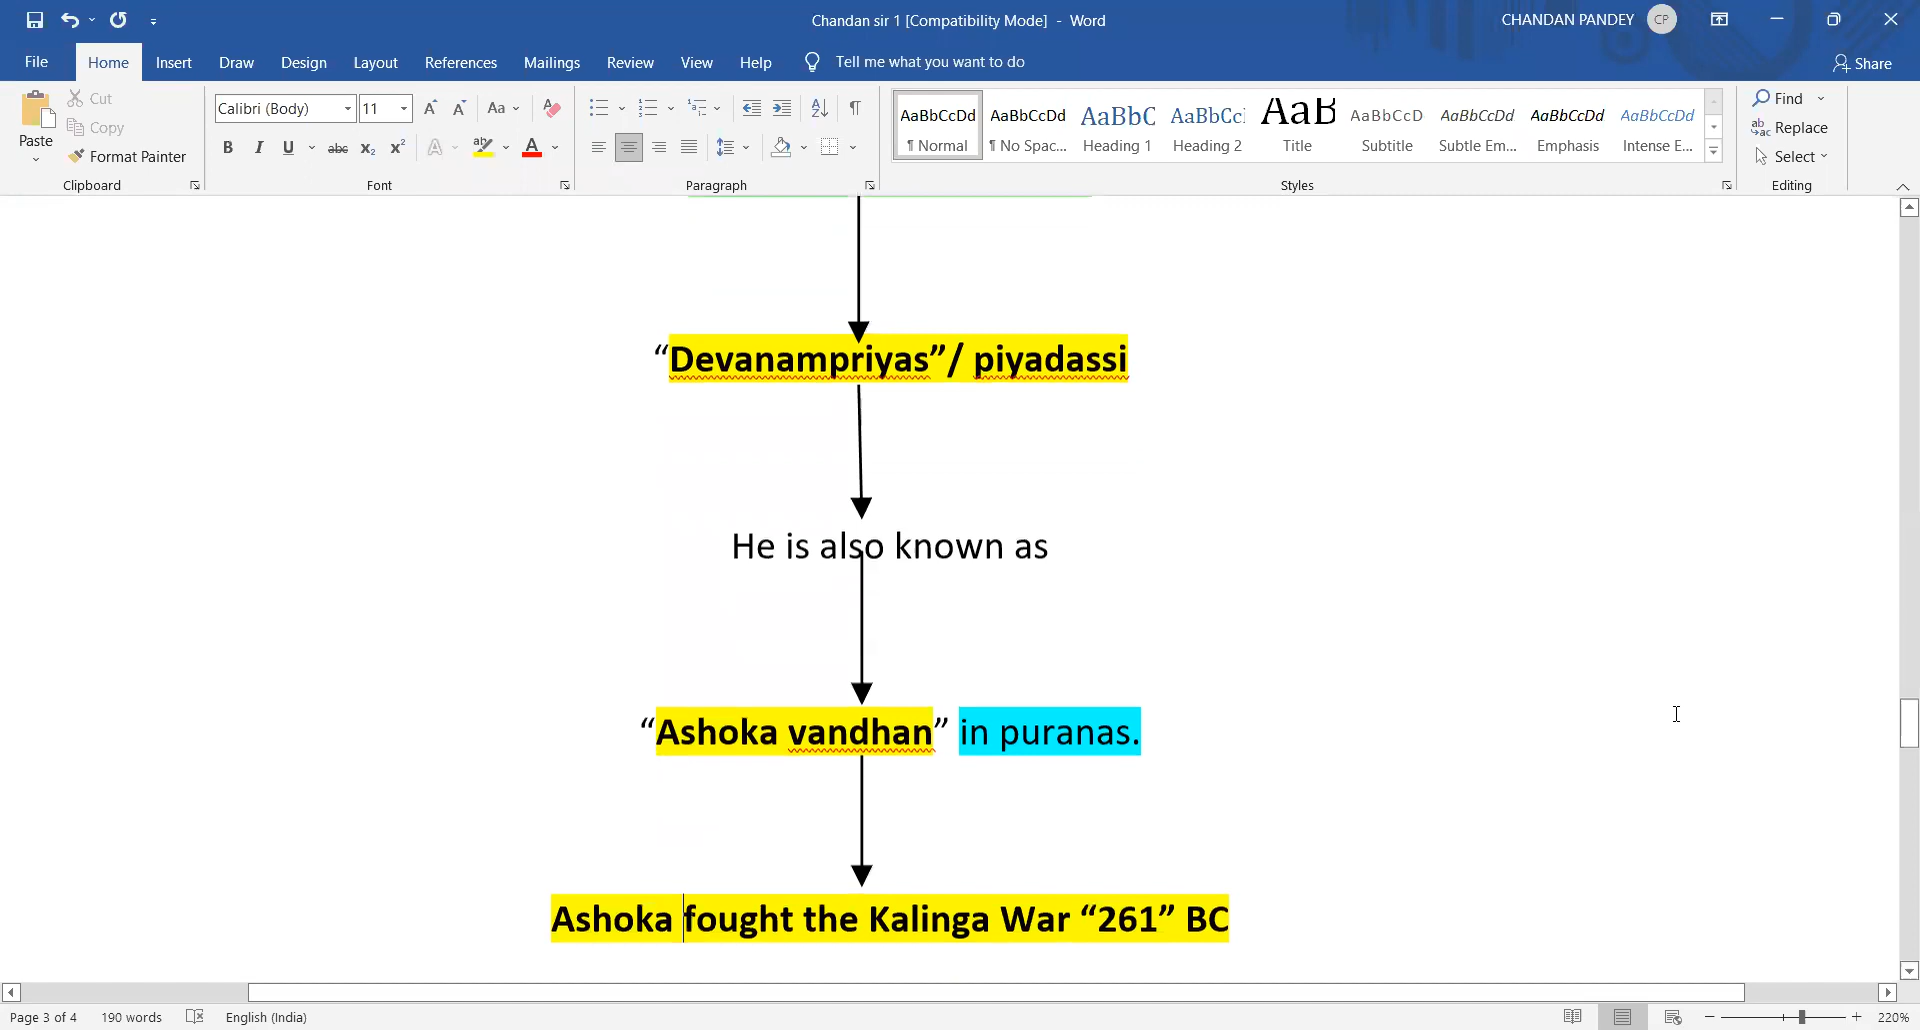 Chandan sir 1 [Compatibility Mode] - Word
CHANDAN PANDEY
CP
File
Home
Insert
Draw
Design
Layout
References
Mailings
Review
View
Help
Tell me what you want to do
Share
Paste
Cut
Copy
Format Painter
Clipboard
Calibri (Body)
11
Aa
B I U abc x₂ x² A A
Font
Paragraph
AaBbCcDd
¶ Normal
AaBbCcDd
¶ No Spac...
AaBbC
Heading 1
AaBbCc
Heading 2
AaB
Title
AaBbCcD
Subtitle
AaBbCcDd
Subtle Em...
AaBbCcDd
Emphasis
AaBbCcDd
Intense E...
Styles
Find
Replace
Select
Editing
“Devanampriyas”/ piyadassi
He is also known as
“Ashoka vandhan” in puranas.
Ashoka fought the Kalinga War “261” BC
Page 3 of 4
190 words
English (India)
220%